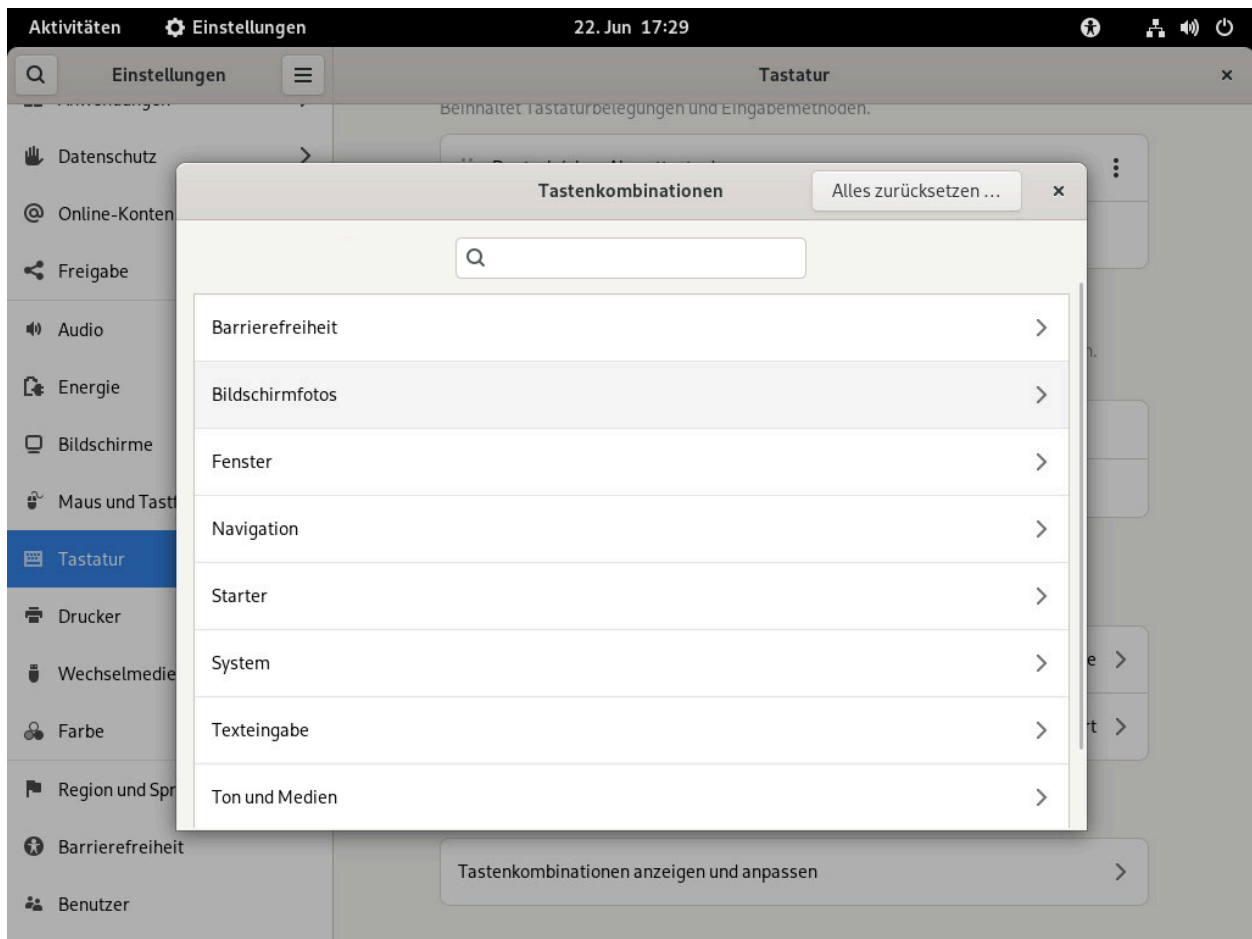 Aktivitäten Einstellungen 22. Jun 17:29
Einstellungen Tastatur
Beinhaltet Tastaturbelegungen und Eingabemethoden.
Datenschutz
Online-Konten
Freigabe
Audio
Energie
Bildschirme
Maus und Tastf
Tastatur
Drucker
Wechselmedie
Farbe
Region und Spr
Barrierefreiheit
Benutzer
Tastenkombinationen Alles zurücksetzen ...
Barrierefreiheit
Bildschirmfotos
Fenster
Navigation
Starter
System
Texteingabe
Ton und Medien
n.
e
rt
Tastenkombinationen anzeigen und anpassen